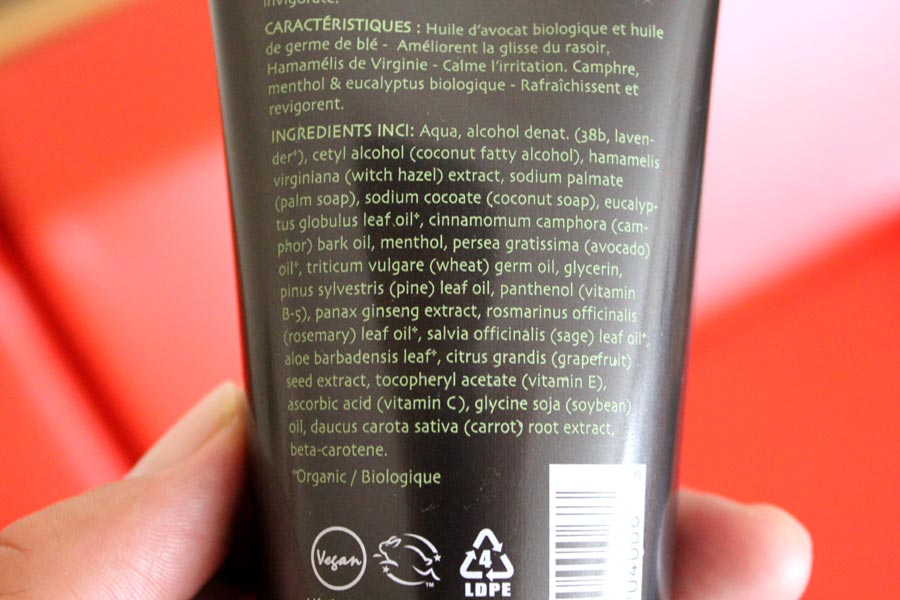 invigorate.
CARACTÉRISTIQUES : Huile d'avocat biologique et huile
de germe de blé - Améliorent la glisse du rasoir,
Hamamélis de Virginie - Calme l'irritation. Camphre,
menthol & eucalyptus biologique - Rafraîchissent et
revigorent.
INGREDIENTS INCI: Aqua, alcohol denat. (38b, laven-
der*), cetyl alcohol (coconut fatty alcohol), hamamelis
virginiana (witch hazel) extract, sodium palmate
(palm soap), sodium cocoate (coconut soap), eucalyp-
tus globulus leaf oil*, cinnamomum camphora (cam-
phor) bark oil, menthol, persea gratissima (avocado)
oil*, triticum vulgare (wheat) germ oil, glycerin,
pinus sylvestris (pine) leaf oil, panthenol (vitamin
B-5), panax ginseng extract, rosmarinus officinalis
(rosemary) leaf oil*, salvia officinalis (sage) leaf oil*,
aloe barbadensis leaf*, citrus grandis (grapefruit)
seed extract, tocopheryl acetate (vitamin E),
ascorbic acid (vitamin C), glycine soja (soybean)
oil, daucus carota sativa (carrot) root extract,
beta-carotene.
*Organic / Biologique
Vegan
TM
4
LDPE